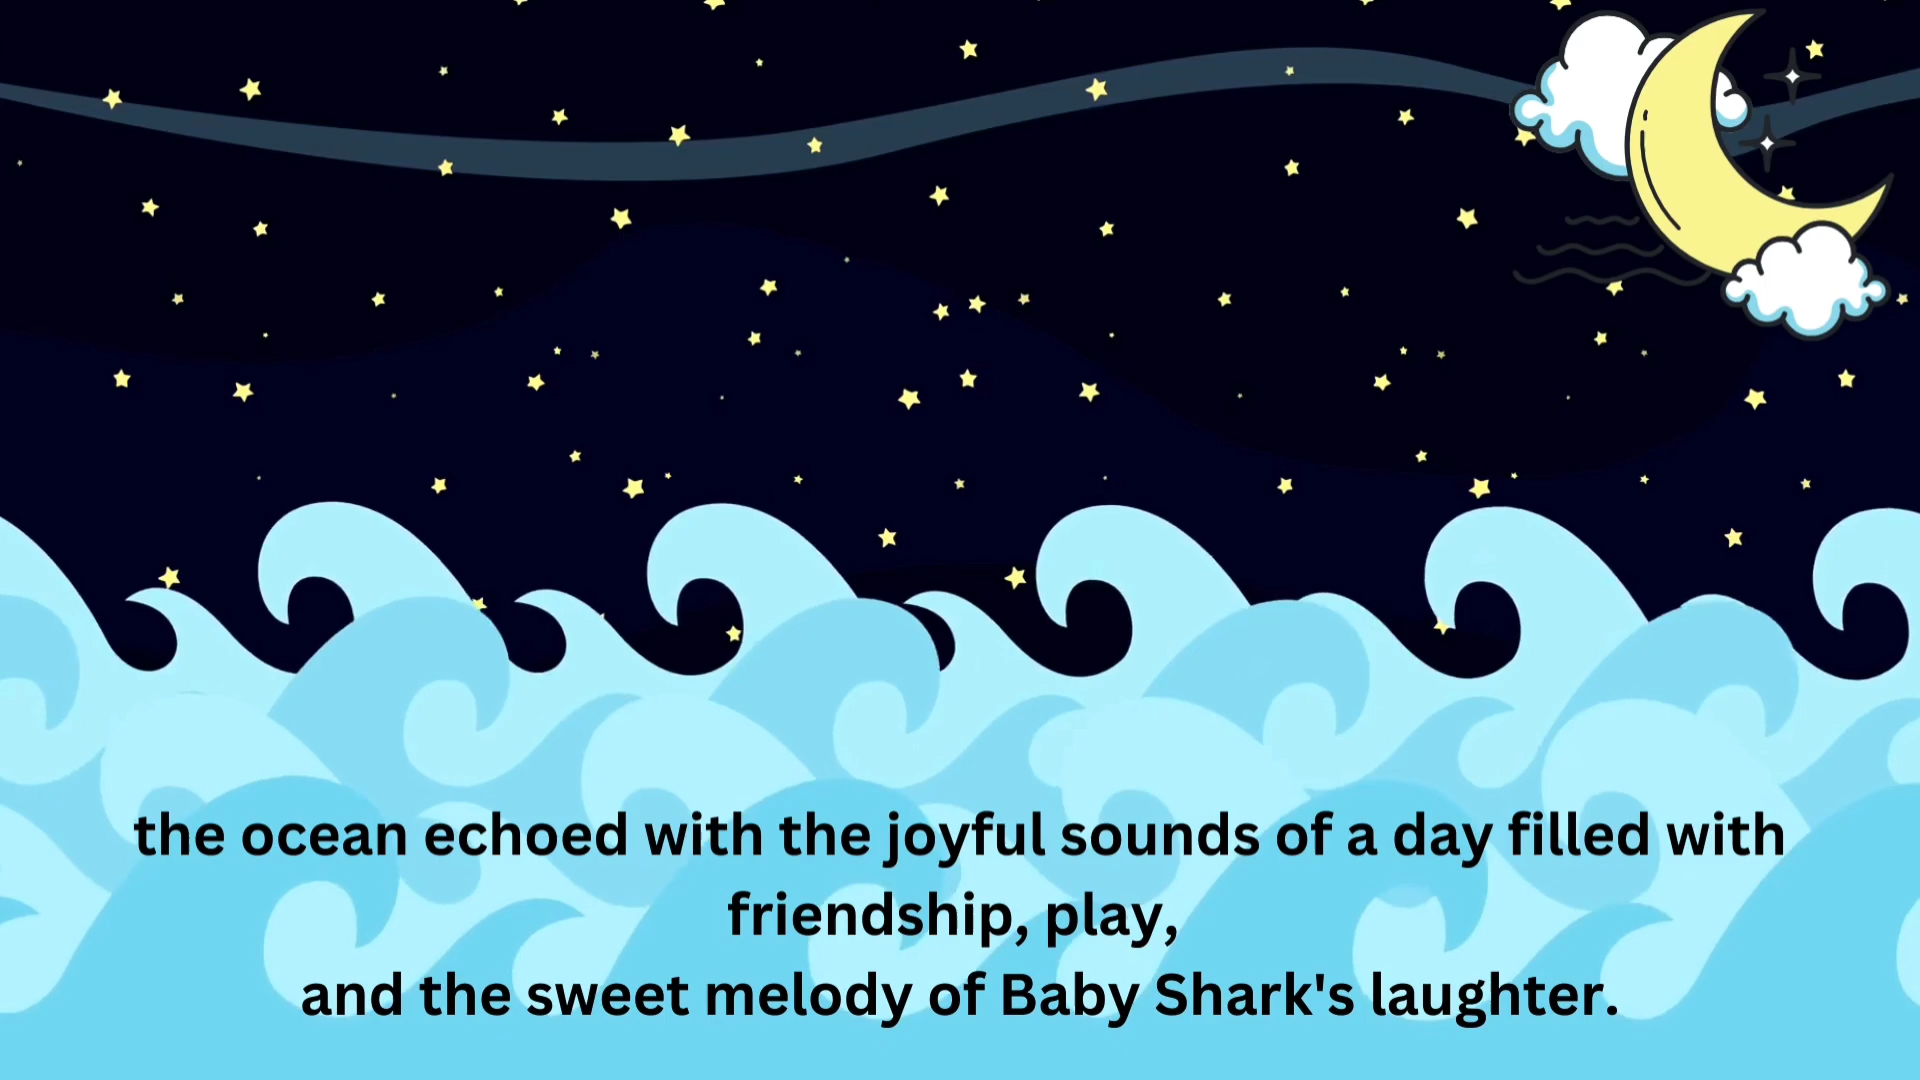 the ocean echoed with the joyful sounds of a day filled with
friendship, play,
and the sweet melody of Baby Shark's laughter.